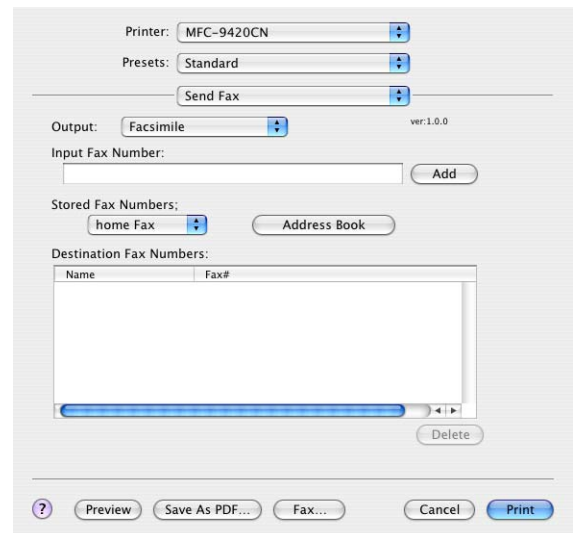 Printer: MFC-9420CN
Presets: Standard
Send Fax
Output: Facsimile ver:1.0.0
Input Fax Number:
Add
Stored Fax Numbers;
home Fax Address Book
Destination Fax Numbers:
Name Fax#
Delete
? Preview Save As PDF... Fax... Cancel Print